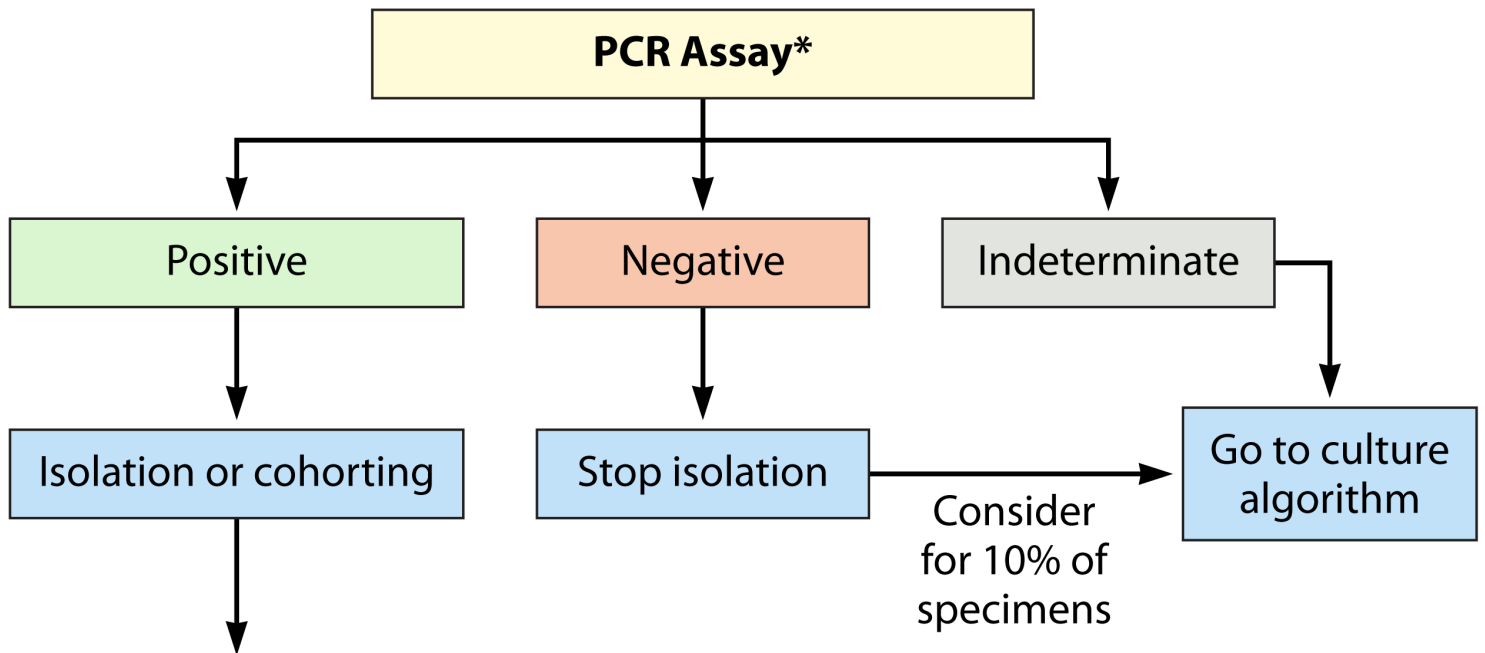 PCR Assay*
Positive
Negative
Indeterminate
Isolation or cohorting
Stop isolation
Consider
for 10% of
specimens
Go to culture
algorithm